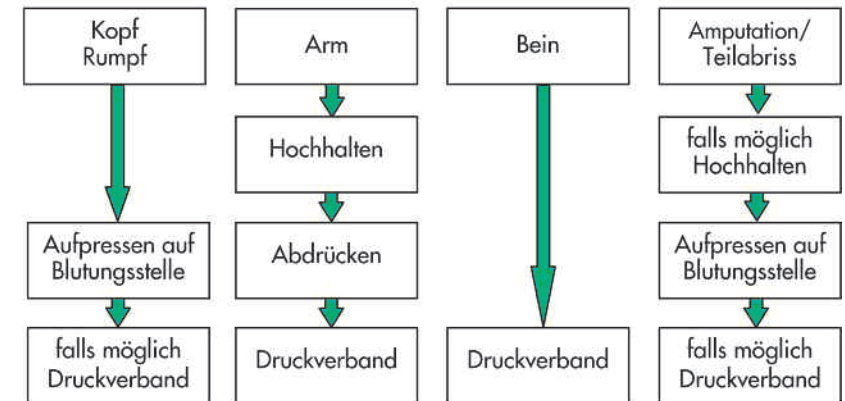 Kopf
Rumpf
Aufpressen auf
Blutungsstelle
falls möglich
Druckverband
Arm
Hochhalten
Abdrücken
Druckverband
Bein
Druckverband
Amputation/
Teilabriss
falls möglich
Hochhalten
Aufpressen auf
Blutungsstelle
falls möglich
Druckverband